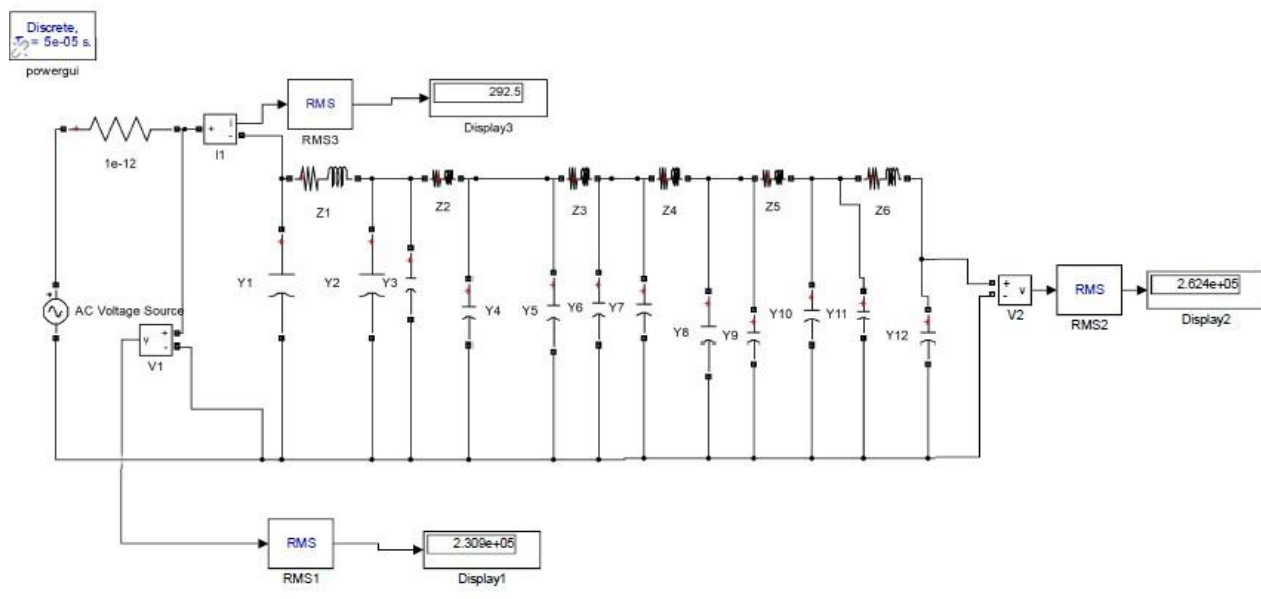 Discrete,
= 5e-05 s.
powergui
292.5
RMS
Display3
RMS3
+
i
-
I1
1e-12
Z1
Z2
Z3
Z4
Z5
Z6
Y1
Y2
Y3
Y4
Y5
Y6
Y7
Y8
Y9
Y10
Y11
Y12
+
AC Voltage Source
v
+
-
V1
+
-
v
V2
RMS
RMS2
2.624e+05
Display2
RMS
RMS1
2.309e+05
Display1